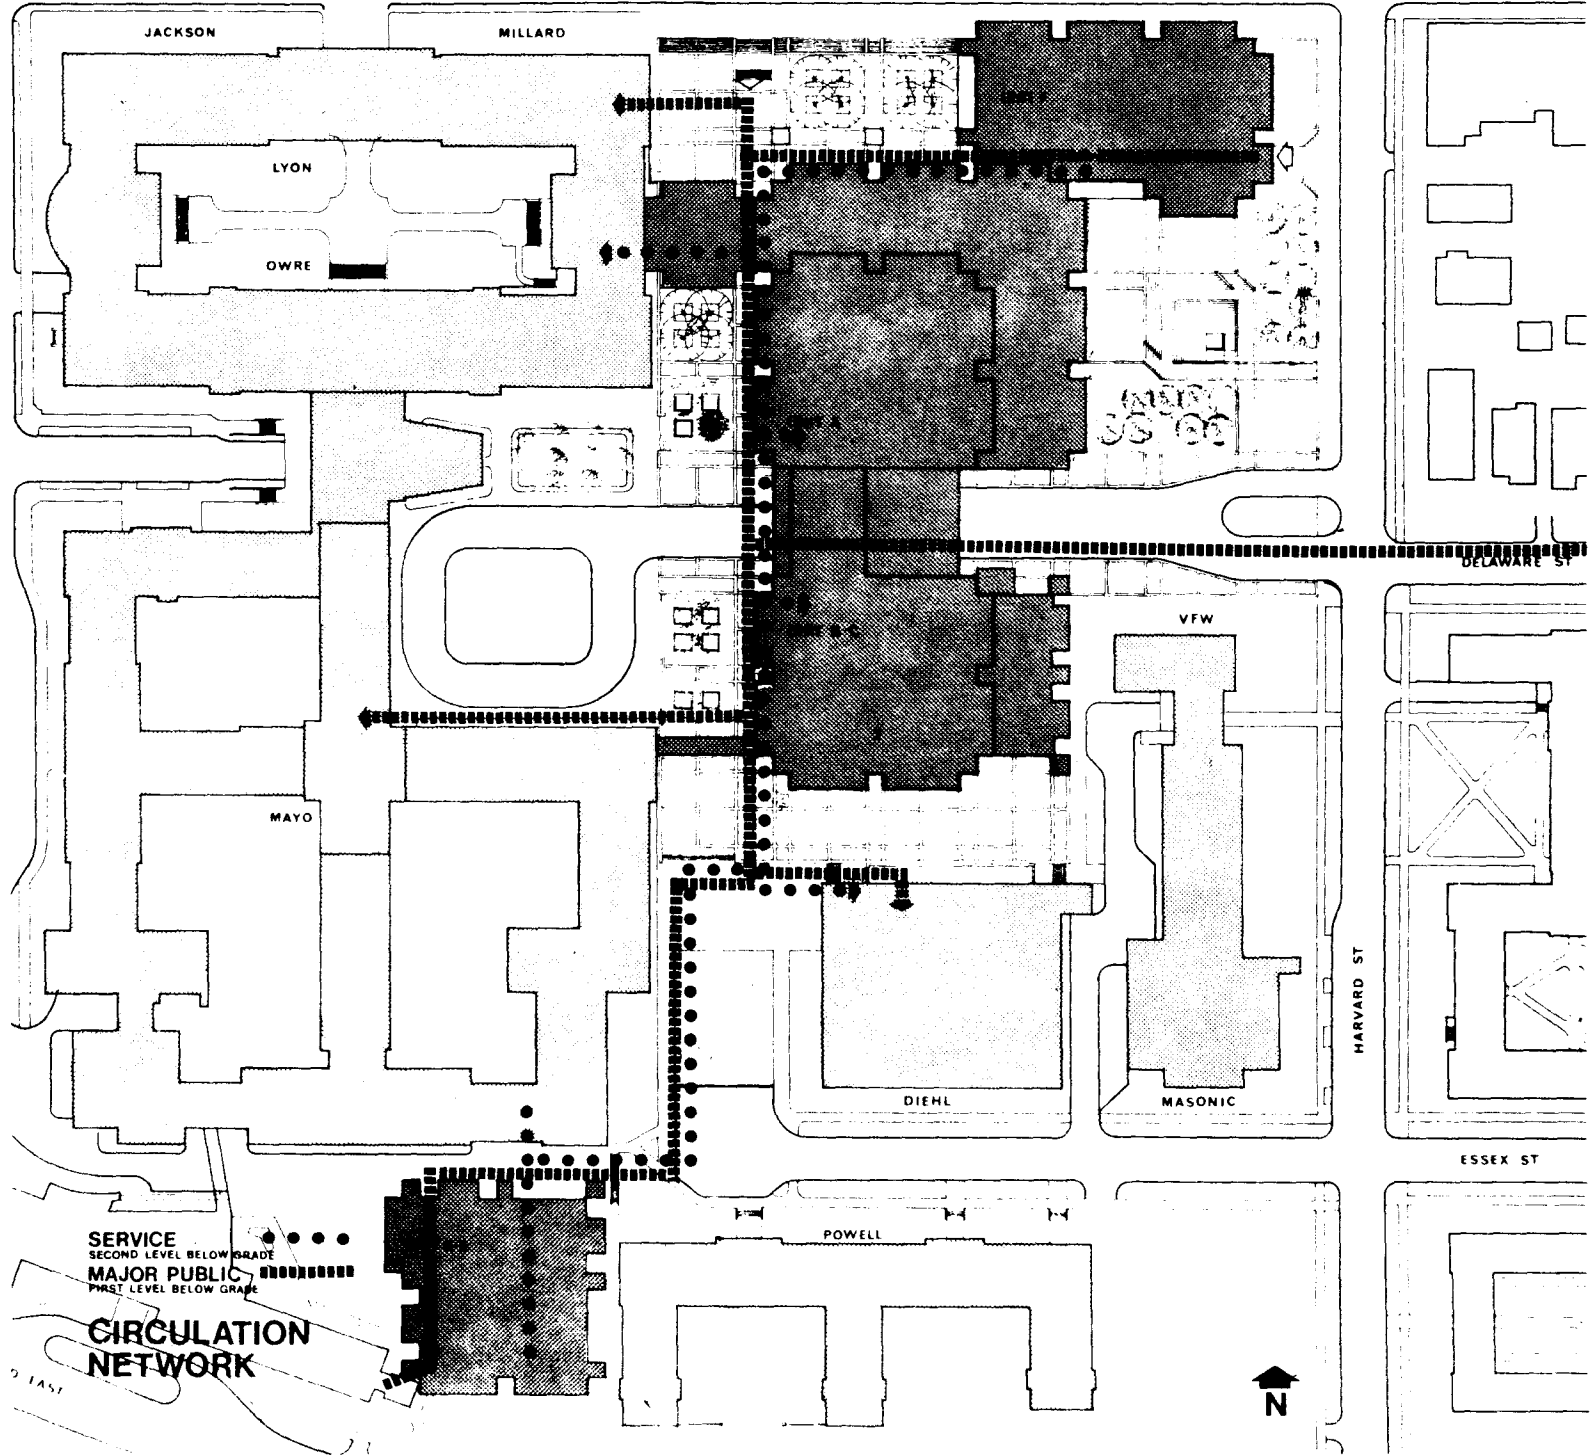 JACKSON
MILLARD
LYON
OWRE
DELAWARE ST
VFW
MAYO
HARVARD ST
DIEHL
MASONIC
ESSEX ST
POWELL
SERVICE
SECOND LEVEL BELOW GRADE
MAJOR PUBLIC
FIRST LEVEL BELOW GRADE
CIRCULATION
NETWORK
EAST
N